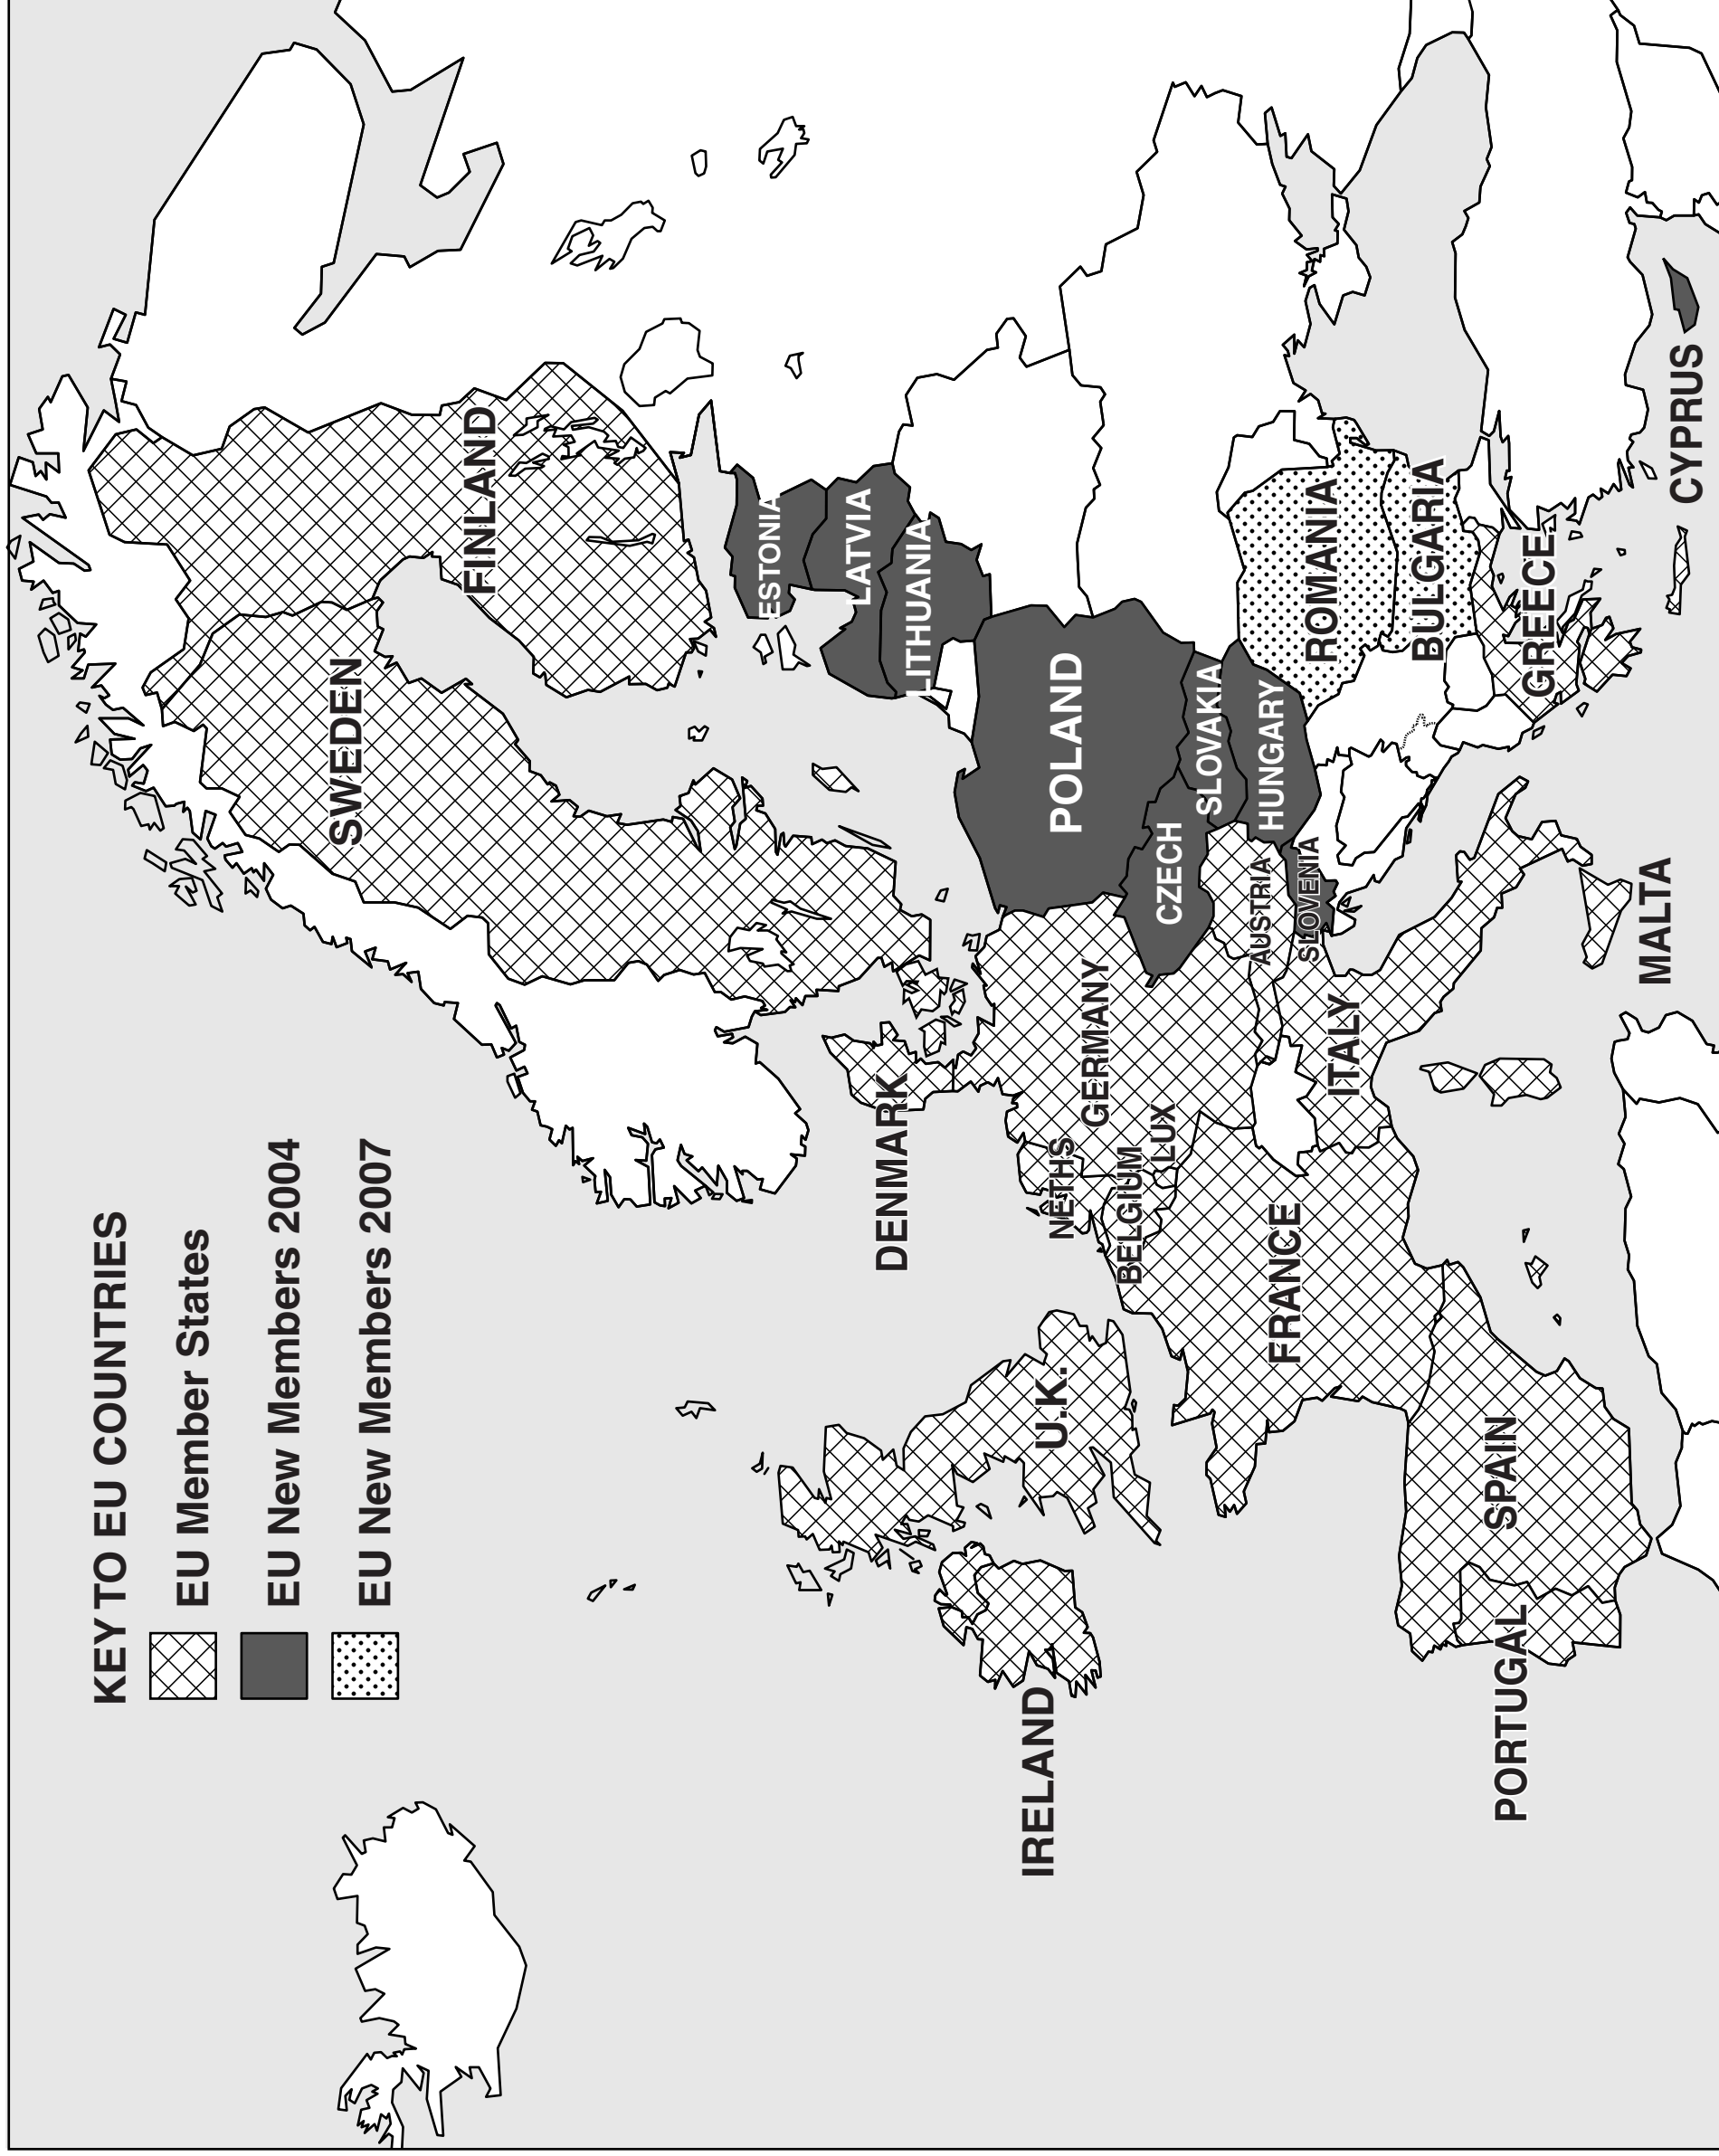 KEY TO EU COUNTRIES
EU Member States
EU New Members 2004
EU New Members 2007
SWEDEN
FINLAND
ESTONIA
LATVIA
LITHUANIA
DENMARK
IRELAND
U.K.
NETHS
POLAND
GERMANY
BELGIUM
LUX
CZECH
SLOVAKIA
AUSTRIA
HUNGARY
FRANCE
SLOVENIA
ROMANIA
ITALY
BULGARIA
SPAIN
PORTUGAL
GREECE
MALTA
CYPRUS